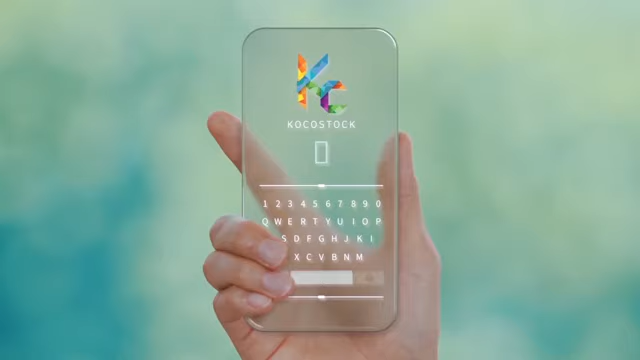 KC
KOCOSTOCK
1 2 3 4 5 6 7 8 9 0
Q W E R T Y U I O P
S D F G H J K l
X C V B N M